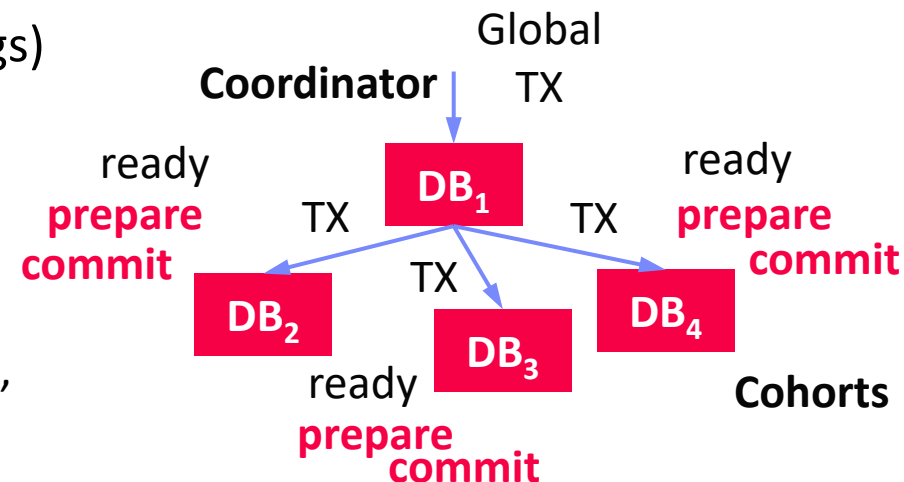 gs)
Global
Coordinator TX
ready DB1 ready
prepare TX TX prepare
commit TX commit
DB2 DB3 DB4
, ready Cohorts
prepare
commit